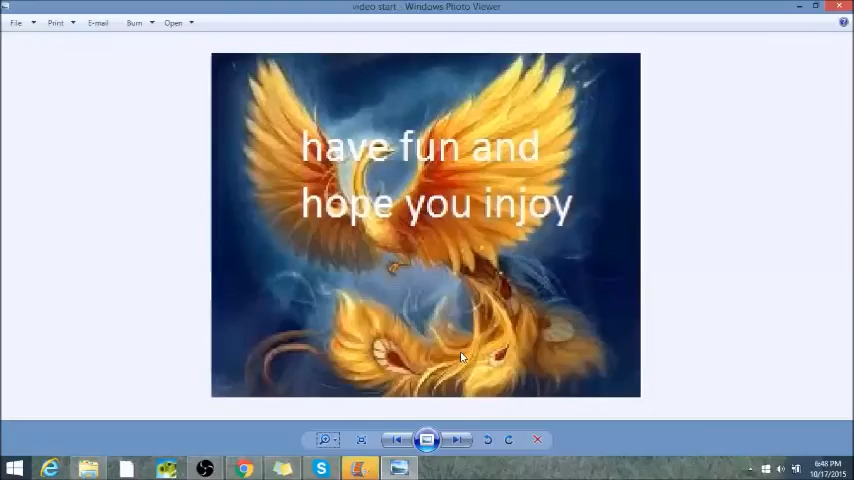 video start - Windows Photo Viewer
File Print E-mail Burn Open
have fun and
hope you injoy
6:48 PM
10/17/2015